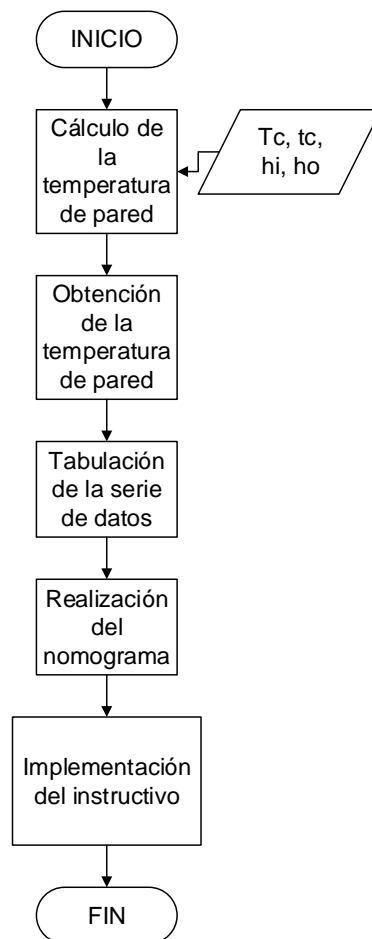 INICIO
Cálculo de
la
temperatura
de pared
Tc, tc,
hi, ho
Obtención
de la
temperatura
de pared
Tabulación
de la serie
de datos
Realización
del
nomograma
Implementación
del instructivo
FIN